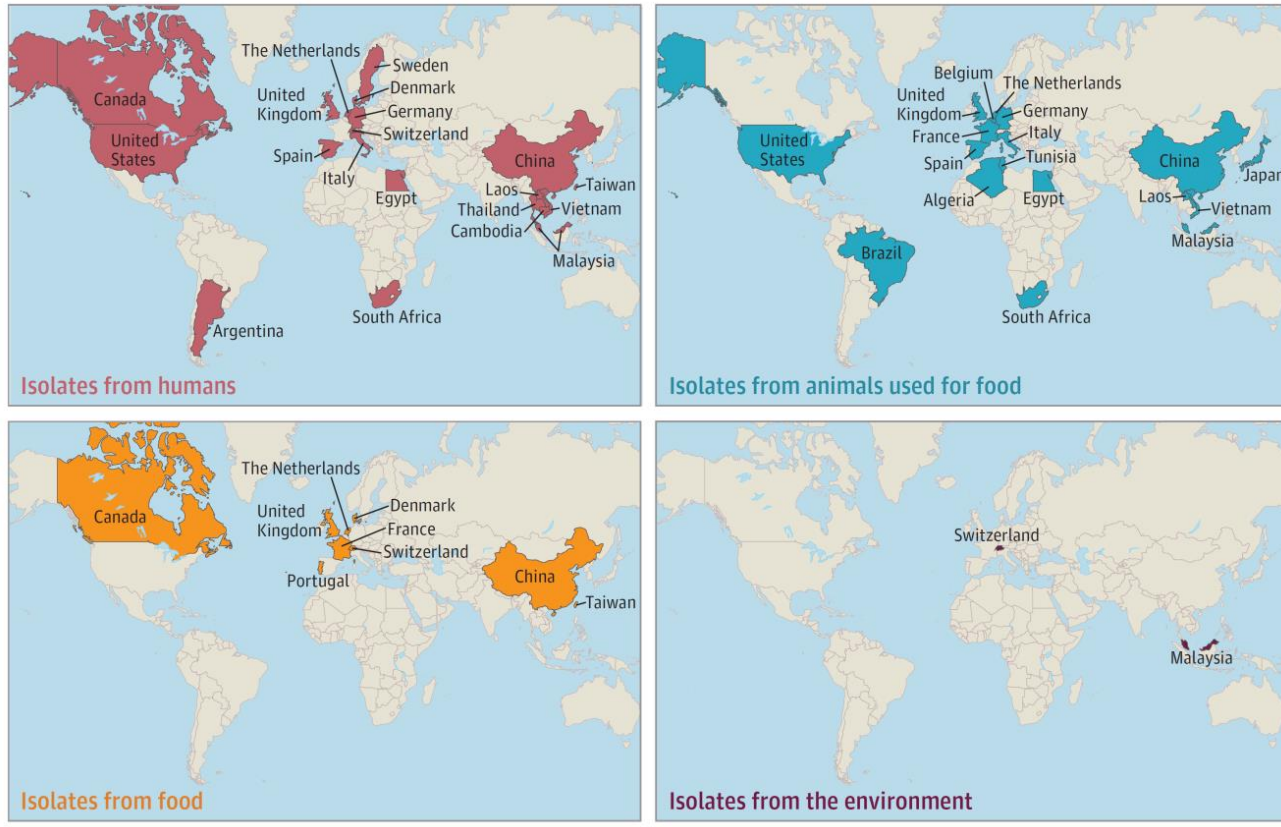 The Netherlands
Sweden
Canada
United
Kingdom
Denmark
Germany
Switzerland
United
States
Spain
Italy
China
Egypt
Laos
Taiwan
Thailand
Vietnam
Cambodia
Malaysia
South Africa
Argentina
Isolates from humans
Belgium
The Netherlands
United
Kingdom
Germany
France
Italy
United
States
Spain
Tunisia
China
Japan
Algeria
Egypt
Laos
Vietnam
Malaysia
Brazil
South Africa
Isolates from animals used for food
The Netherlands
Canada
United
Kingdom
Denmark
France
Switzerland
Portugal
China
Taiwan
Isolates from food
Switzerland
Malaysia
Isolates from the environment